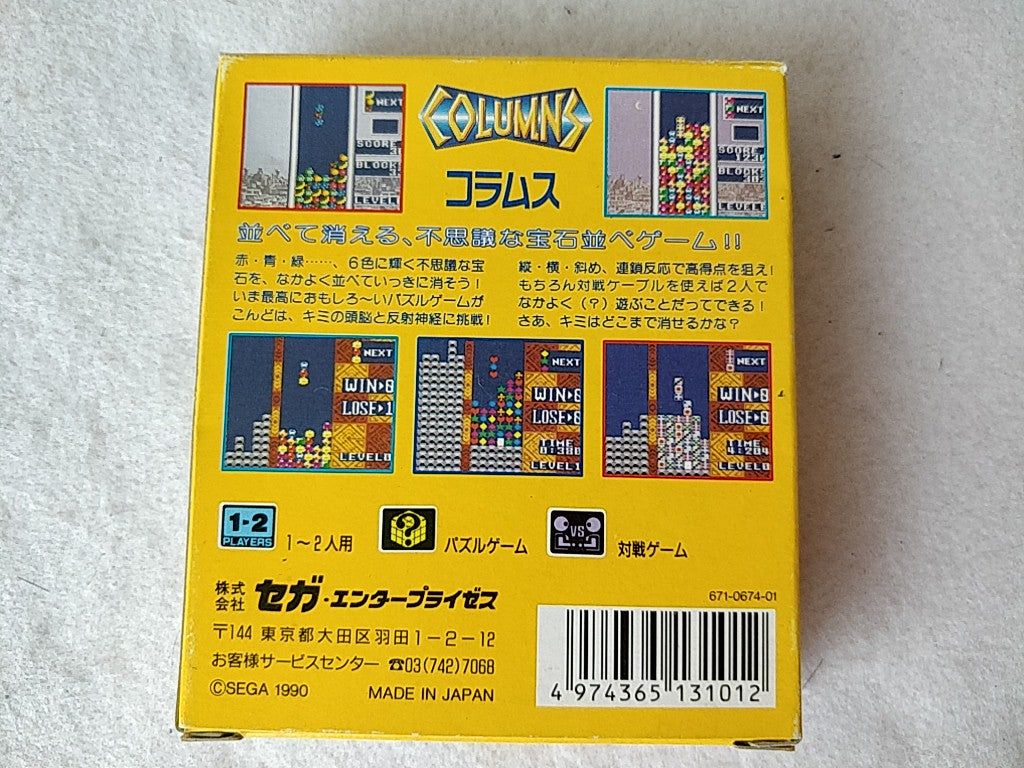 COLUMNS
コラムス
NEXT
SCORE
BLOCK
LEVEL
NEXT
SCORE
BLOCK
LEVEL
並べて消える、不思議な宝石並べゲーム!!
赤・青・緑……、6色に輝く不思議な宝
石を、なかよく並べていっきに消そう!
いま最高におもしろ〜いパズルゲームが
こんどは、キミの頭脳と反射神経に挑戦!
縦・横・斜め、連鎖反応で高得点を狙え!
もちろん対戦ケーブルを使えば2人で
なかよく(?)遊ぶことだってできる!
さあ、キミはどこまで消せるかな?
NEXT
WIN▶0
LOSE▶1
LEVEL0
NEXT
WIN▶
LOSE▶
TIME
0:380
LEVEL1
NEXT
WIN▶0
LOSE▶0
TIME
4:204
LEVEL0
1-2
PLAYERS
1〜2人用
?
パズルゲーム
VS
対戦ゲーム
株式会社 セガ・エンタープライゼス
〒144 東京都大田区羽田1-2-12
お客様サービスセンター ☎03(742)7068
©SEGA 1990 MADE IN JAPAN
671-0674-01
4 974365 131012